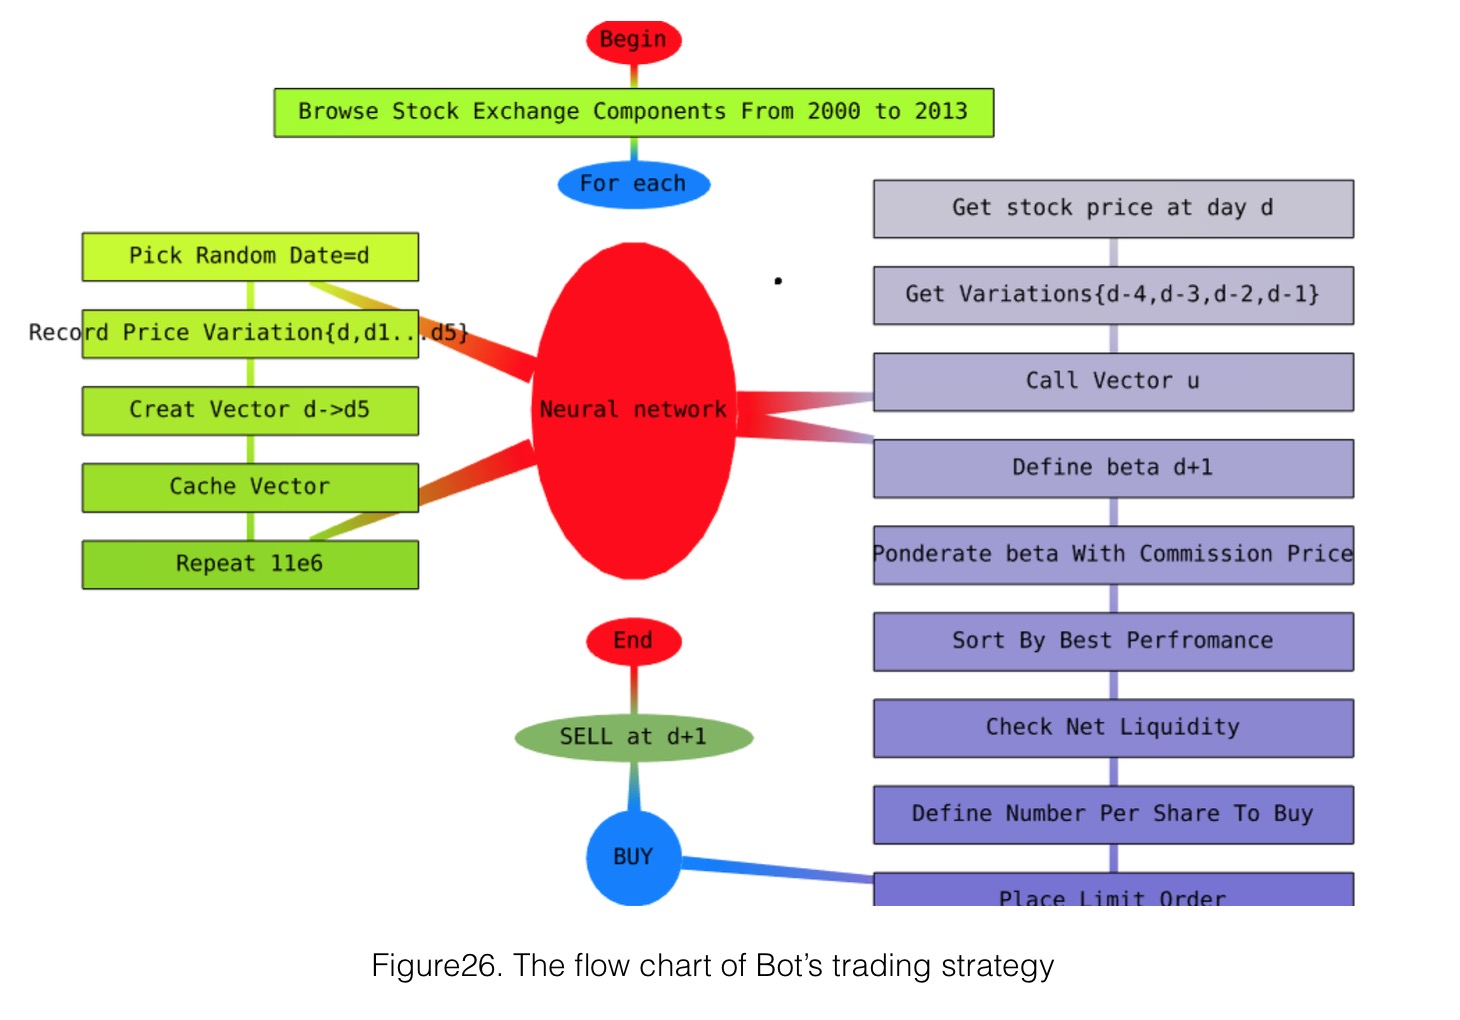 Begin
Browse Stock Exchange Components From 2000 to 2013
For each
Pick Random Date=d
Record Price Variation{d,d1...d5}
Creat Vector d->d5
Cache Vector
Repeat 11e6
Neural network
Get stock price at day d
Get Variations{d-4,d-3,d-2,d-1}
Call Vector u
Define beta d+1
Ponderate beta With Commission Price
Sort By Best Perfromance
Check Net Liquidity
Define Number Per Share To Buy
Place Limit Order
BUY
SELL at d+1
End
Figure26. The flow chart of Bot’s trading strategy